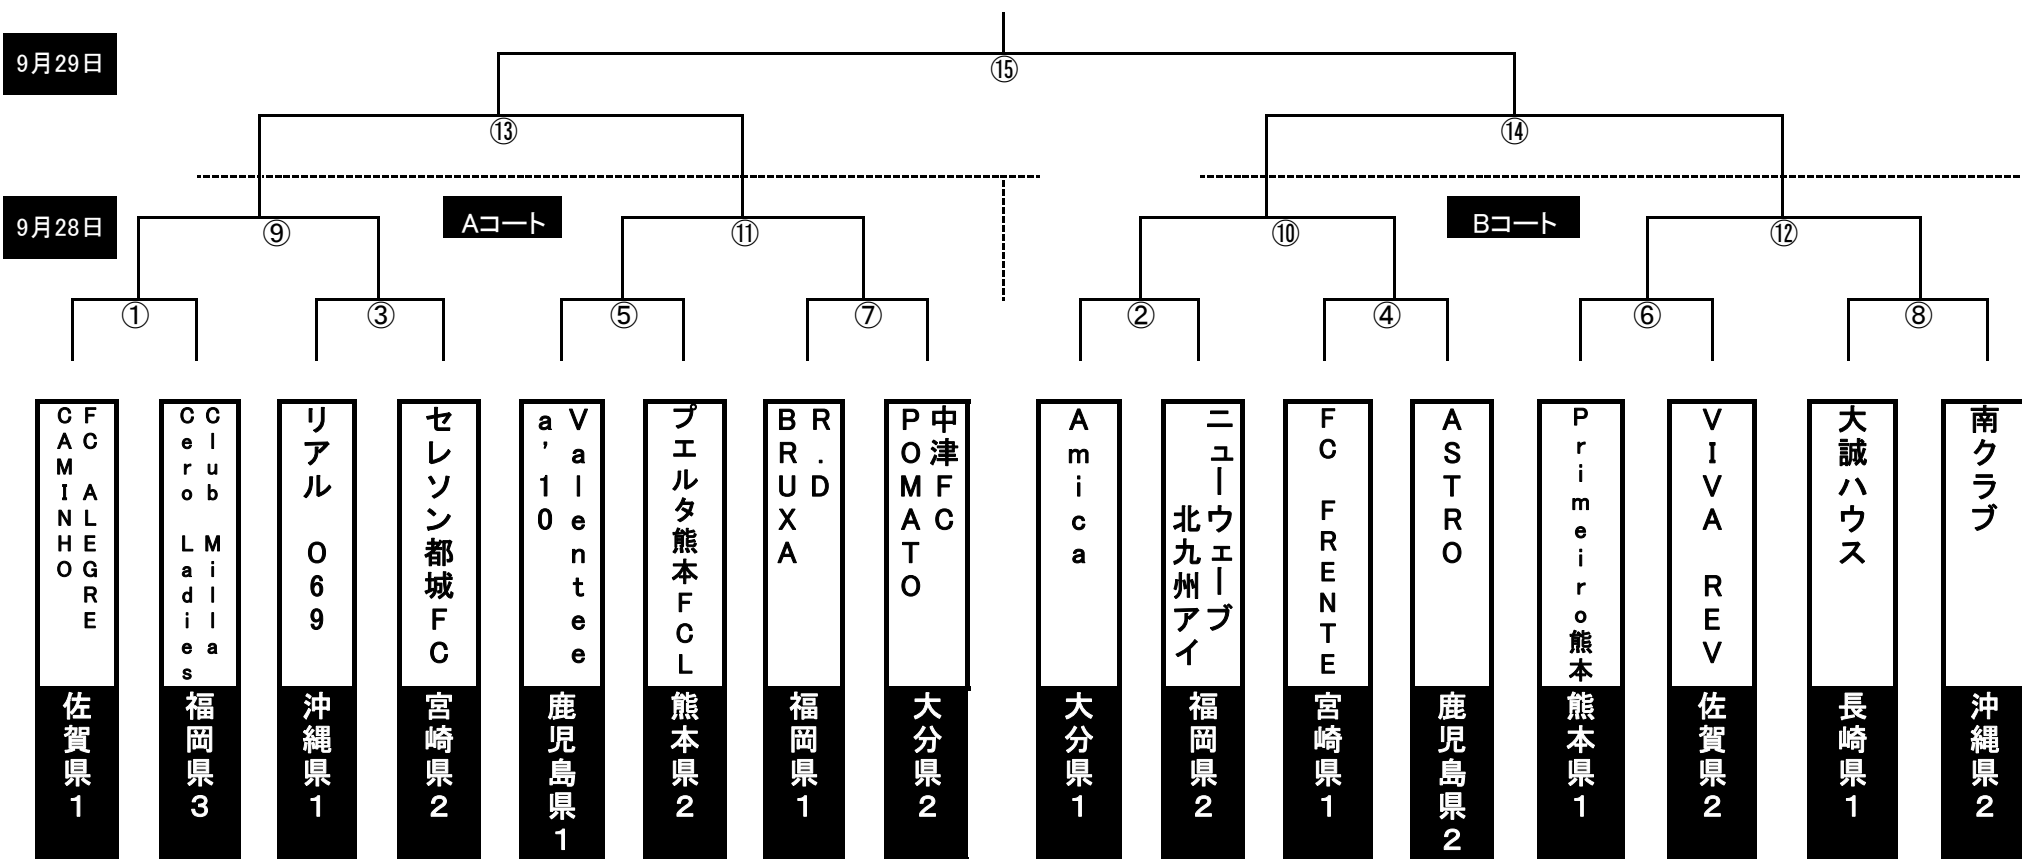 ⑮
9月29日
⑬
⑭
9月28日
Aコート
Bコート
⑨
⑪
⑩
⑫
①
③
⑤
⑦
②
④
⑥
⑧
FC ALEGRE
CAMINHO
佐賀県1
Club Milla
Cero Ladies
福岡県3
リアル 069
沖縄県1
セレソン都城FC
宮崎県2
Valentee
a’10
鹿児島県1
プエルタ熊本FCL
熊本県2
R.D
BRUXA
福岡県1
中津FC
POMATO
大分県2
Amica
大分県1
ニューウェーブ
北九州アイ
福岡県2
FC FRENTE
宮崎県1
ASTRO
鹿児島県2
Primeiro熊本
熊本県1
VIVA REV
佐賀県2
大誠ハウス
長崎県1
南クラブ
沖縄県2